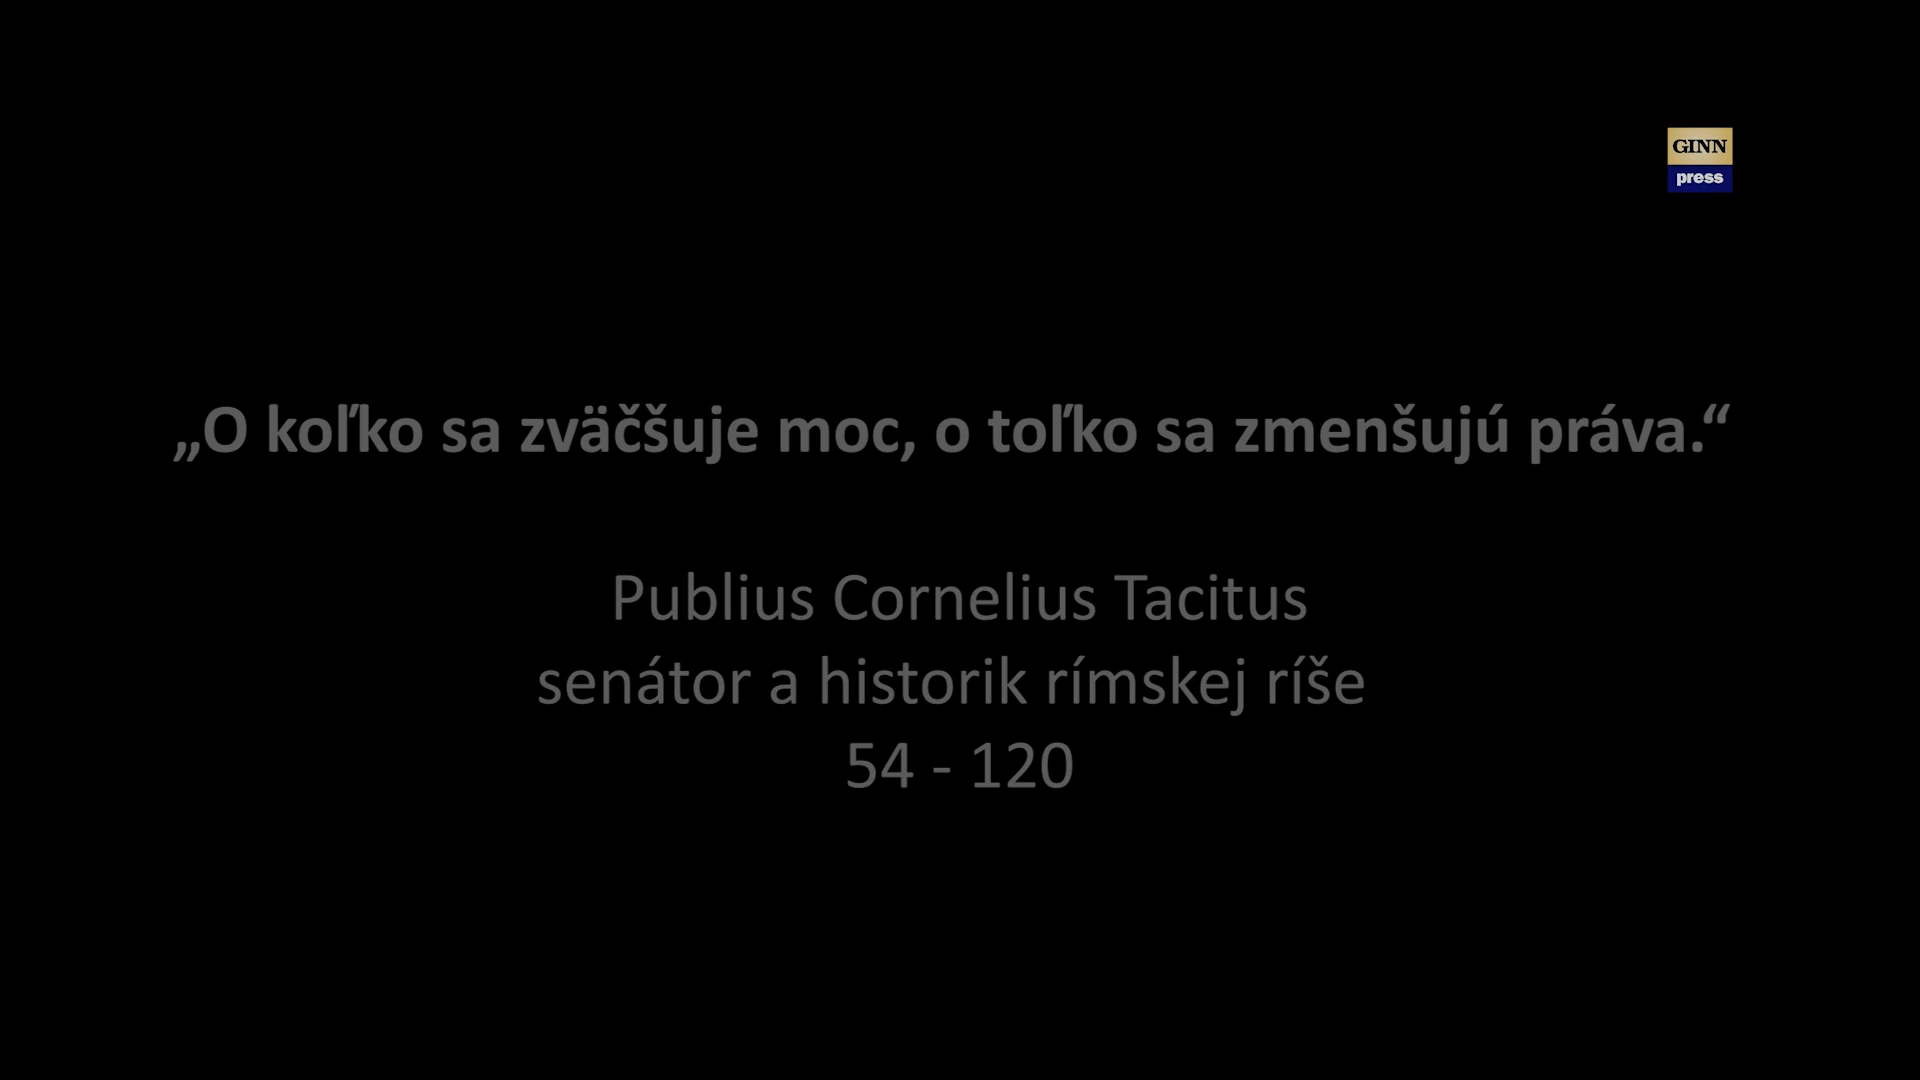 GINN
press
„O koľko sa zväčšuje moc, o toľko sa zmenšujú práva.“
Publius Cornelius Tacitus
senátor a historik rímskej ríše
54 - 120